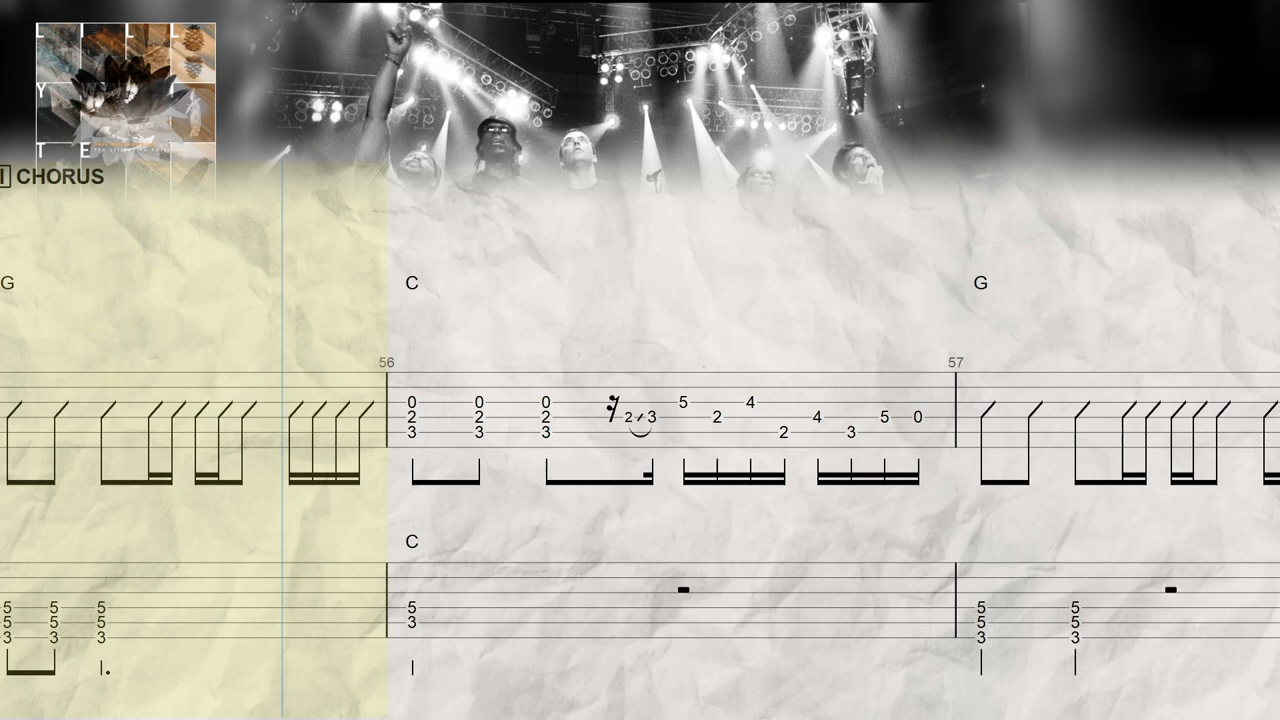 L I L L
Y W I
T E
I CHORUS
G C G
56 57
0 0 0 5 4
2 2 2 2 3 2 4 5 0
3 3 3 2 3
C
5 5 5 5 5
5 5 5 3 5 5
3 3 3 3 3